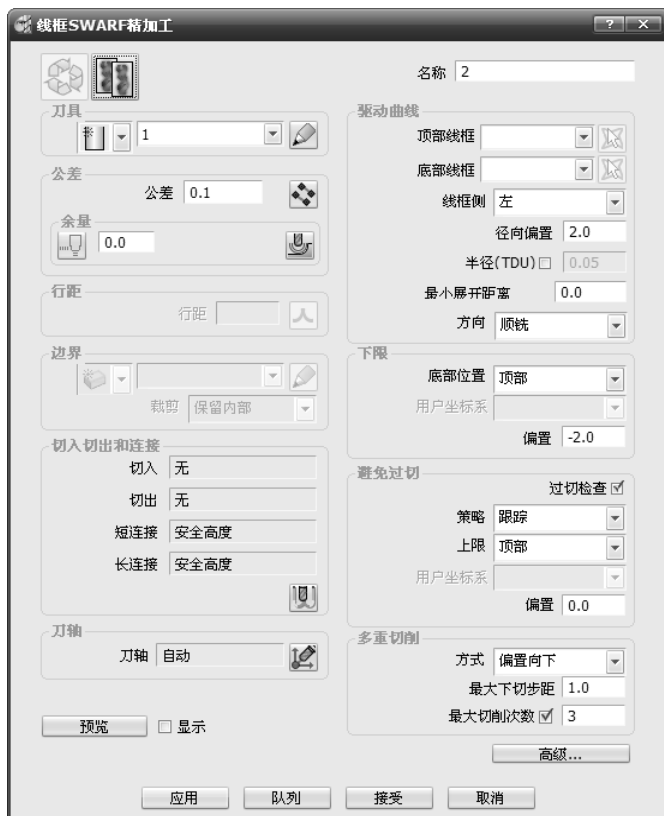 线框SWARF精加工
名称 2
刀具
1
公差
公差 0.1
余量
0.0
行距
行距
边界
裁剪 保留内部
切入切出和连接
切入 无
切出 无
短连接 安全高度
长连接 安全高度
刀轴
刀轴 自动
预览 显示
驱动曲线
顶部线框
底部线框
线框侧 左
径向偏置 2.0
半径(TDU) 0.05
最小展开距离 0.0
方向 顺铣
下限
底部位置 顶部
用户坐标系
偏置 -2.0
避免过切
过切检查
策略 跟踪
上限 顶部
用户坐标系
偏置 0.0
多重切削
方式 偏置向下
最大下切步距 1.0
最大切削次数 3
高级...
应用 队列 接受 取消